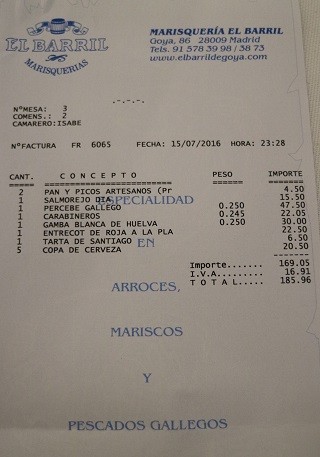 EL BARRIL
MARISQUERIAS
MARISQUERÍA EL BARRIL
Goya, 86 28009 Madrid
Tels. 91 578 39 98 / 38 73
www.elbarrildegoya.com
NºMESA: 3
COMENS.: 2
CAMARERO:ISABE
NºFACTURA FR 6065 FECHA: 15/07/2016 HORA: 23:28
CANT. CONCEPTO PESO IMPORTE
2 PAN Y PICOS ARTESANOS (Pr 4.50
1 SALMOREJO DIA 15.50
1 PERCEBE GALLEGO 0.250 47.50
1 CARABINEROS 0.245 22.05
1 GAMBA BLANCA DE HUELVA 0.250 30.00
1 ENTRECOT DE ROJA A LA PLA 22.50
1 TARTA DE SANTIAGO 6.50
5 COPA DE CERVEZA 20.50
Importe....... 169.05
I.V.A......... 16.91
TOTAL..... 185.96
ESPECIALIDAD
EN
ARROCES,
MARISCOS
Y
PESCADOS GALLEGOS